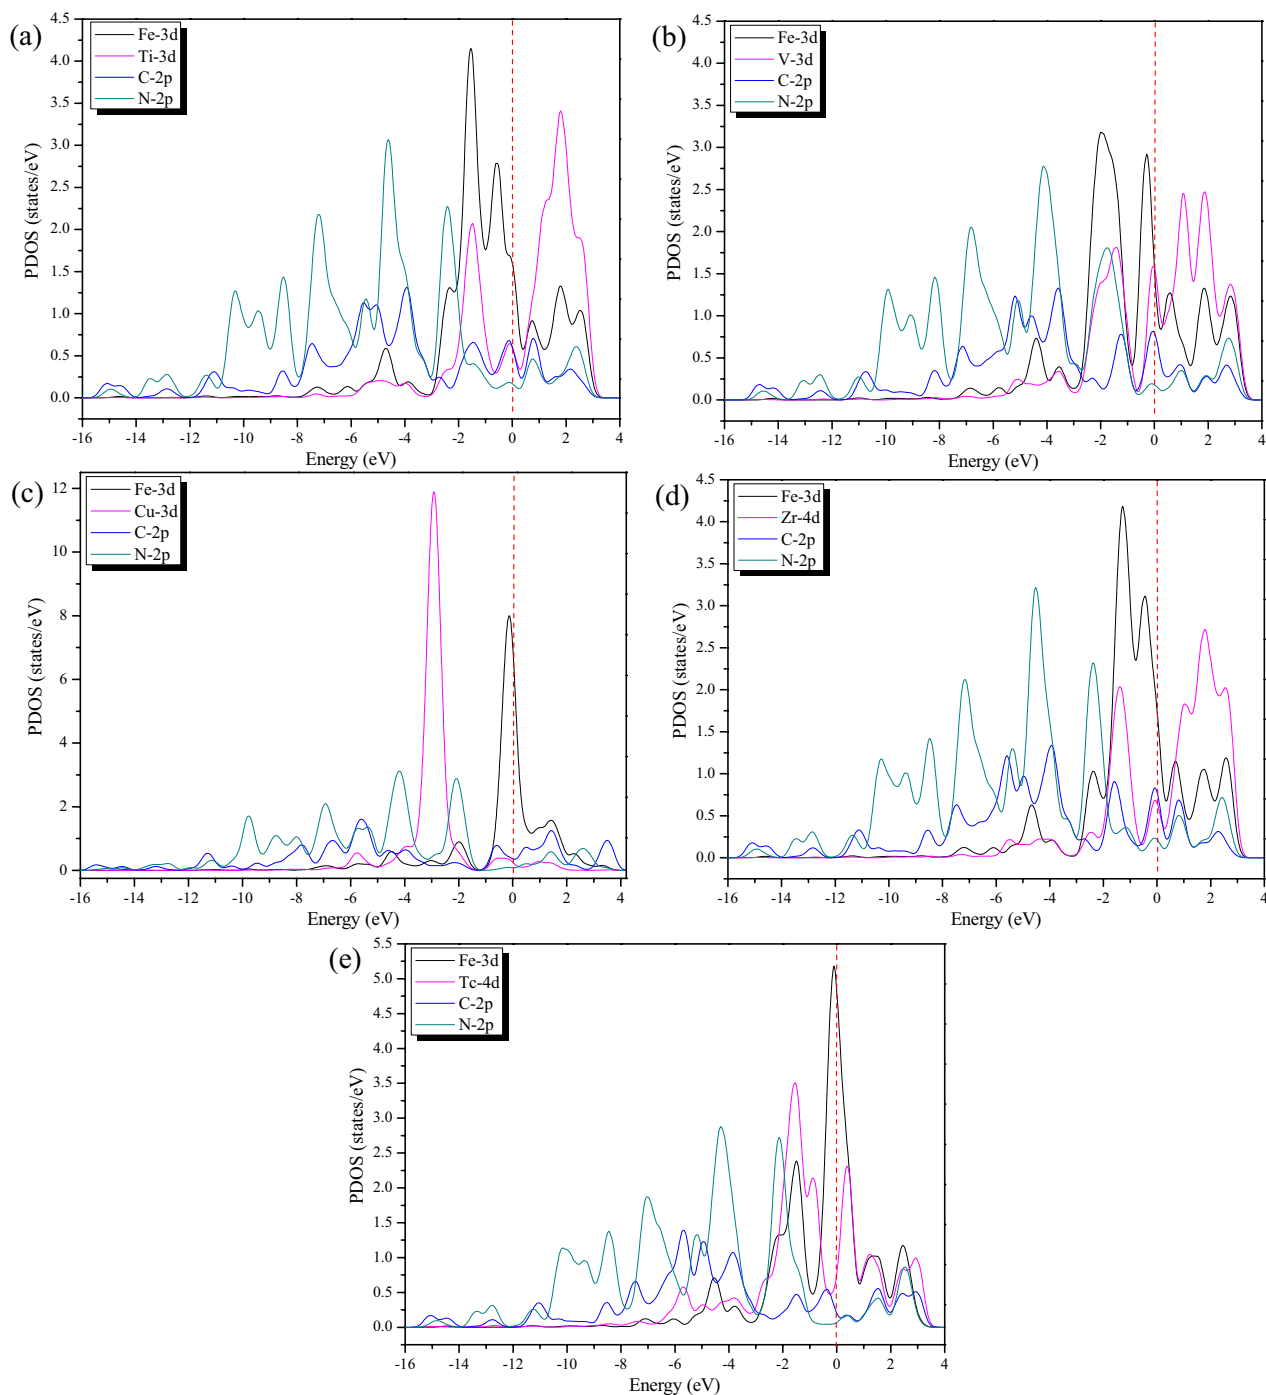 (a)
Fe-3d
Ti-3d
C-2p
N-2p
PDOS (states/eV)
4.5
4.0
3.5
3.0
2.5
2.0
1.5
1.0
0.5
0.0
-16 -14 -12 -10 -8 -6 -4 -2 0 2 4
Energy (eV)
(b)
Fe-3d
V-3d
C-2p
N-2p
PDOS (states/eV)
4.5
4.0
3.5
3.0
2.5
2.0
1.5
1.0
0.5
0.0
-16 -14 -12 -10 -8 -6 -4 -2 0 2 4
Energy (eV)
(c)
Fe-3d
Cu-3d
C-2p
N-2p
PDOS (states/eV)
12
10
8
6
4
2
0
-16 -14 -12 -10 -8 -6 -4 -2 0 2 4
Energy (eV)
(d)
Fe-3d
Zr-4d
C-2p
N-2p
PDOS (states/eV)
4.5
4.0
3.5
3.0
2.5
2.0
1.5
1.0
0.5
0.0
-16 -14 -12 -10 -8 -6 -4 -2 0 2 4
Energy (eV)
(e)
Fe-3d
Tc-4d
C-2p
N-2p
PDOS (states/eV)
5.5
5.0
4.5
4.0
3.5
3.0
2.5
2.0
1.5
1.0
0.5
0.0
-16 -14 -12 -10 -8 -6 -4 -2 0 2 4
Energy (eV)